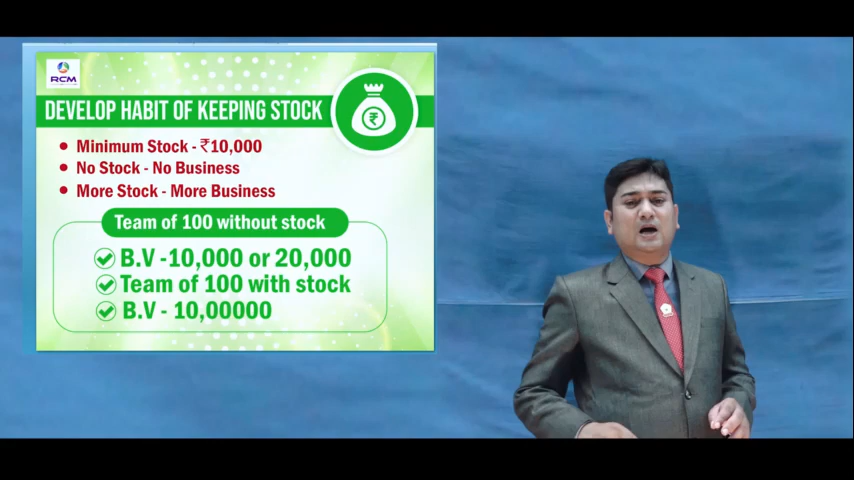 RCM
DEVELOP HABIT OF KEEPING STOCK
₹
Minimum Stock - ₹10,000
No Stock - No Business
More Stock - More Business
Team of 100 without stock
B.V -10,000 or 20,000
Team of 100 with stock
B.V - 10,00000